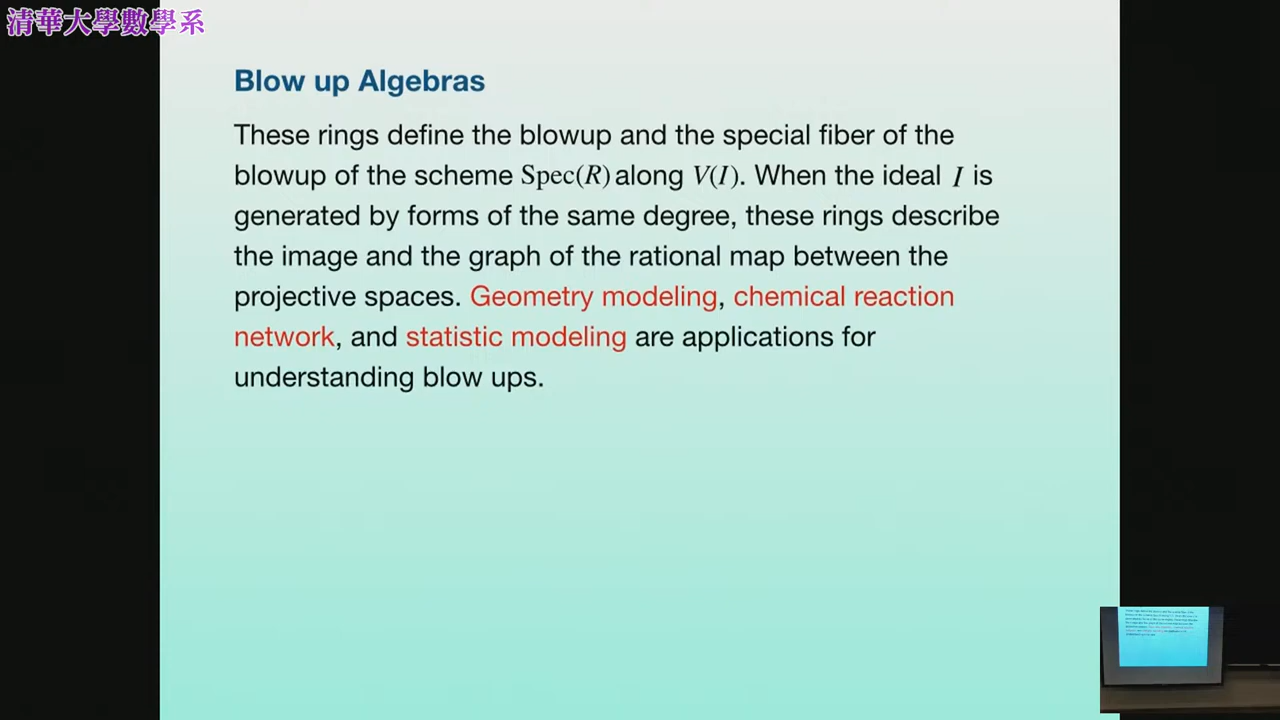 清華大學數學系
Blow up Algebras
These rings define the blowup and the special fiber of the
blowup of the scheme Spec(R) along V(I). When the ideal I is
generated by forms of the same degree, these rings describe
the image and the graph of the rational map between the
projective spaces. Geometry modeling, chemical reaction
network, and statistic modeling are applications for
understanding blow ups.